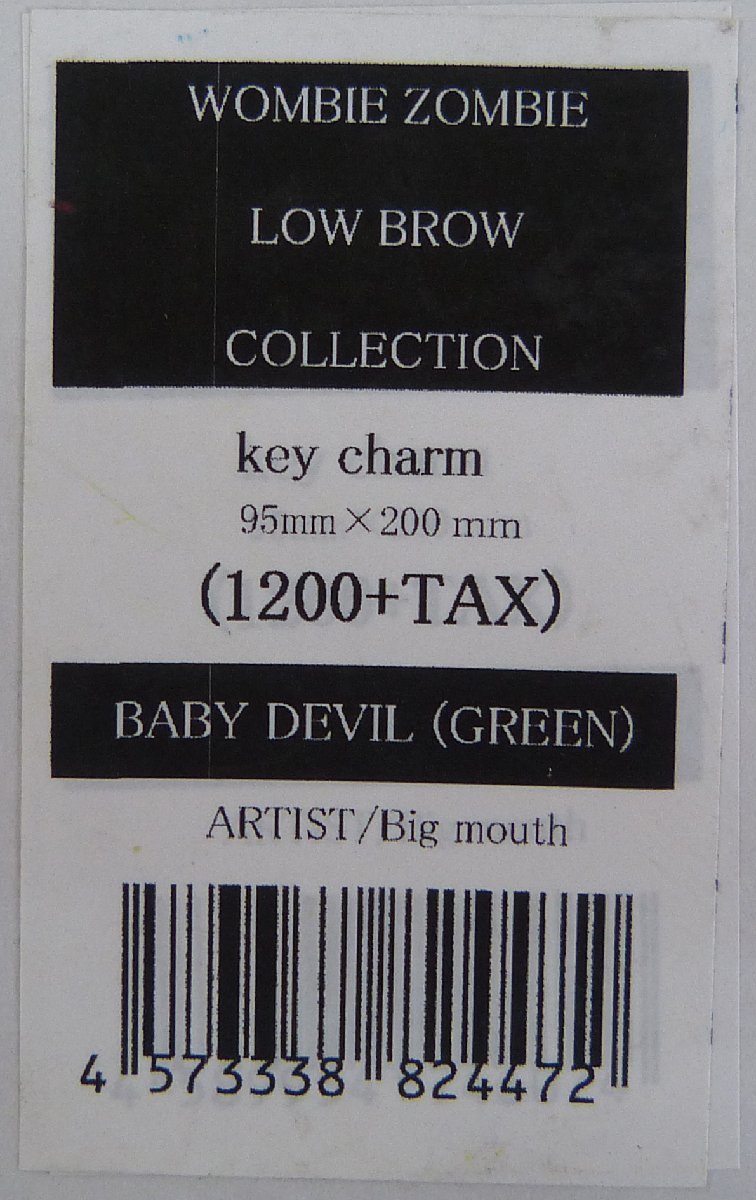 WOMBIE ZOMBIE
LOW BROW
COLLECTION
key charm
95mm×200 mm
(1200+TAX)
BABY DEVIL (GREEN)
ARTIST/Big mouth
4 573338 824472